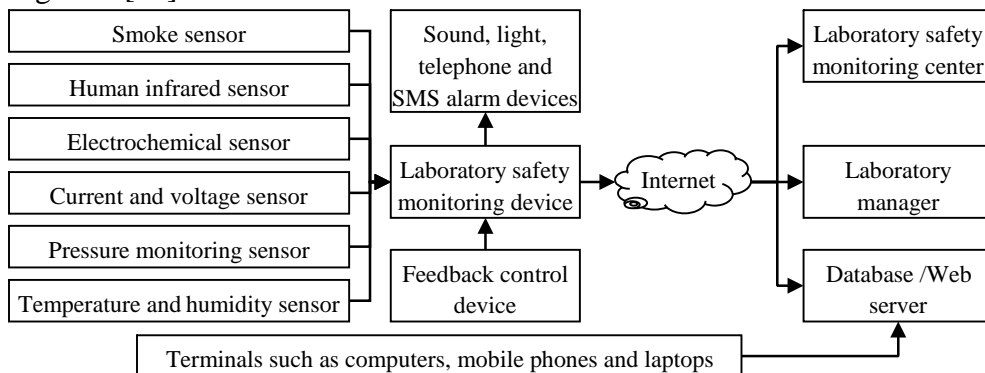 Smoke sensor
Human infrared sensor
Electrochemical sensor
Current and voltage sensor
Pressure monitoring sensor
Temperature and humidity sensor
Sound, light,
telephone and
SMS alarm devices
Laboratory safety
monitoring device
Feedback control
device
Internet
Laboratory safety
monitoring center
Laboratory
manager
Database /Web
server
Terminals such as computers, mobile phones and laptops